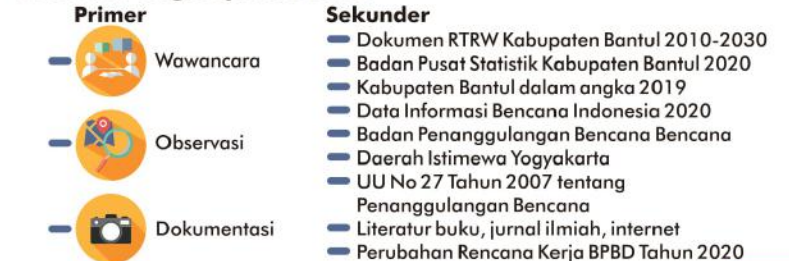 Primer
Wawancara
Observasi
Dokumentasi
Sekunder
Dokumen RTRW Kabupaten Bantul 2010-2030
Badan Pusat Statistik Kabupaten Bantul 2020
Kabupaten Bantul dalam angka 2019
Data Informasi Bencana Indonesia 2020
Badan Penanggulangan Bencana Bencana
Daerah Istimewa Yogyakarta
UU No 27 Tahun 2007 tentang
Penanggulangan Bencana
Literatur buku, jurnal ilmiah, internet
Perubahan Rencana Kerja BPBD Tahun 2020